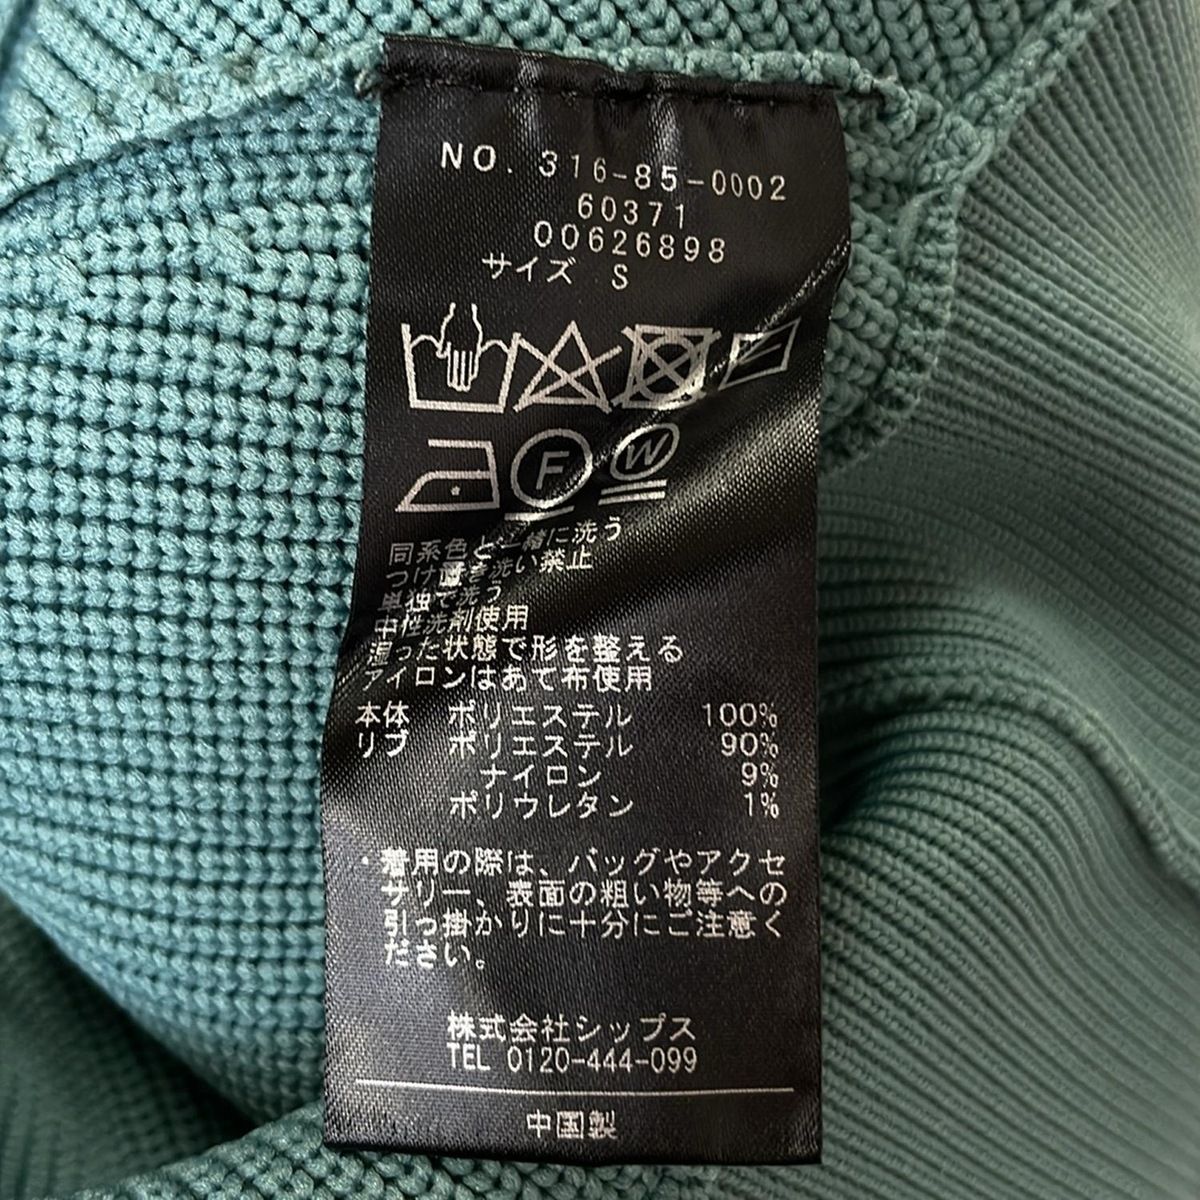 NO. 316-85-0002
60371
00626898
サイズ S
F
W
同系色と一緒に洗う
つけ置き洗い禁止
単独で洗う
中性洗剤使用
湿った状態で形を整える
アイロンはあて布使用
本体 ポリエステル 100%
リブ ポリエステル 90%
ナイロン 9%
ポリウレタン 1%
・着用の際は、バッグやアクセ
サリー、表面の粗い物等への
引っ掛かりに十分にご注意く
ださい。
株式会社シップス
TEL 0120-444-099
中国製